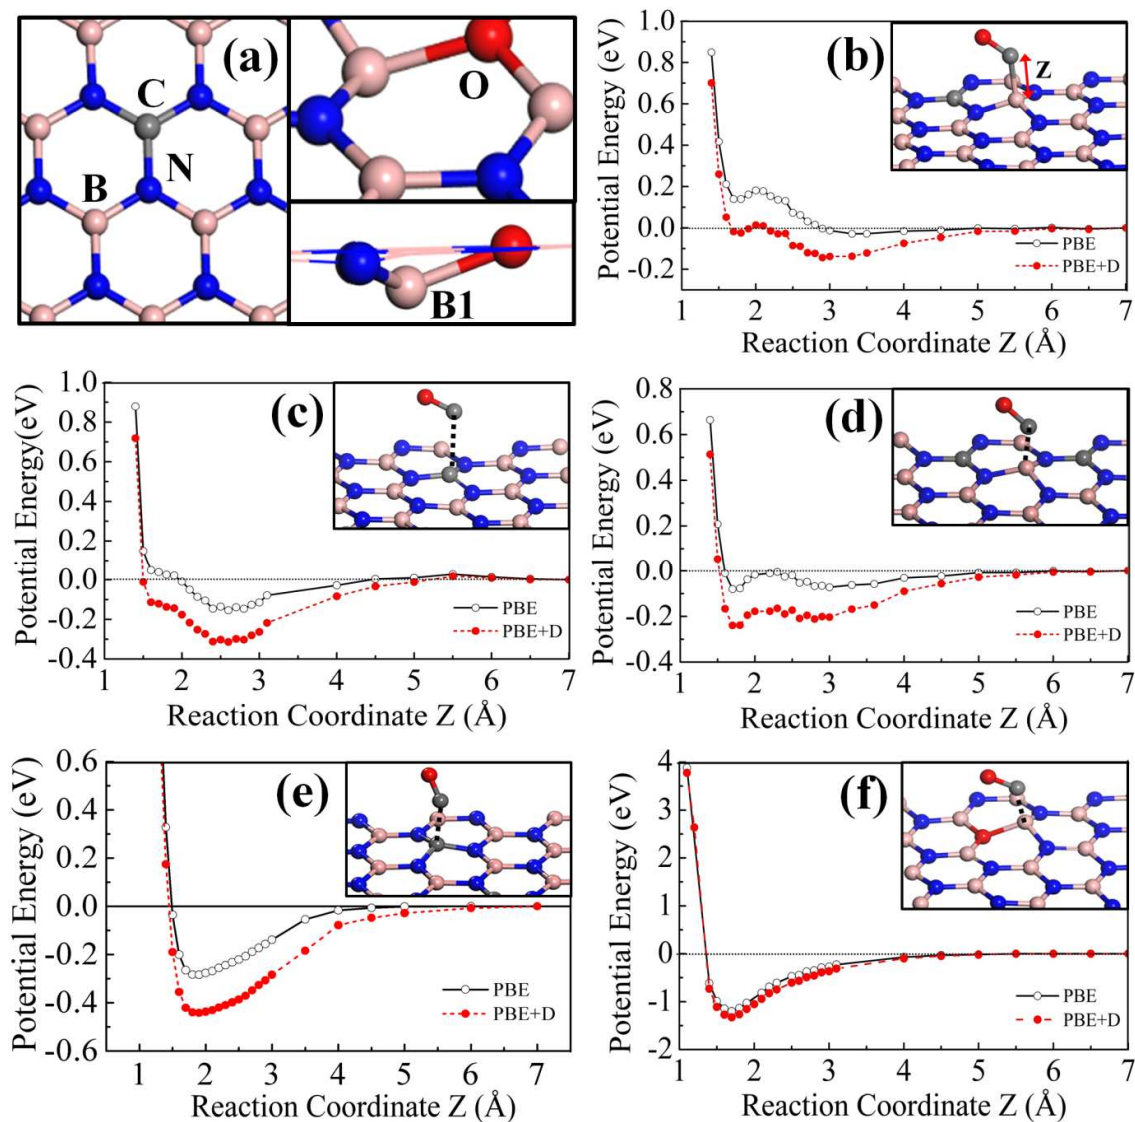 (a)
C
N
B
O
B1
(b)
Z
Potential Energy (eV)
1.0
0.8
0.6
0.4
0.2
0.0
-0.2
PBE
PBE+D
1 2 3 4 5 6 7
Reaction Coordinate Z (Å)
(c)
Potential Energy(eV)
1.0
0.8
0.6
0.4
0.2
0.0
-0.2
-0.4
PBE
PBE+D
1 2 3 4 5 6 7
Reaction Coordinate Z (Å)
(d)
Potential Energy (eV)
0.8
0.6
0.4
0.2
0.0
-0.2
-0.4
PBE
PBE+D
1 2 3 4 5 6 7
Reaction Coordinate Z (Å)
(e)
Potential Energy (eV)
0.6
0.4
0.2
0.0
-0.2
-0.4
-0.6
PBE
PBE+D
1 2 3 4 5 6 7
Reaction Coordinate Z (Å)
(f)
Potential Energy (eV)
4
3
2
1
0
-1
-2
PBE
PBE+D
1 2 3 4 5 6 7
Reaction Coordinate Z (Å)